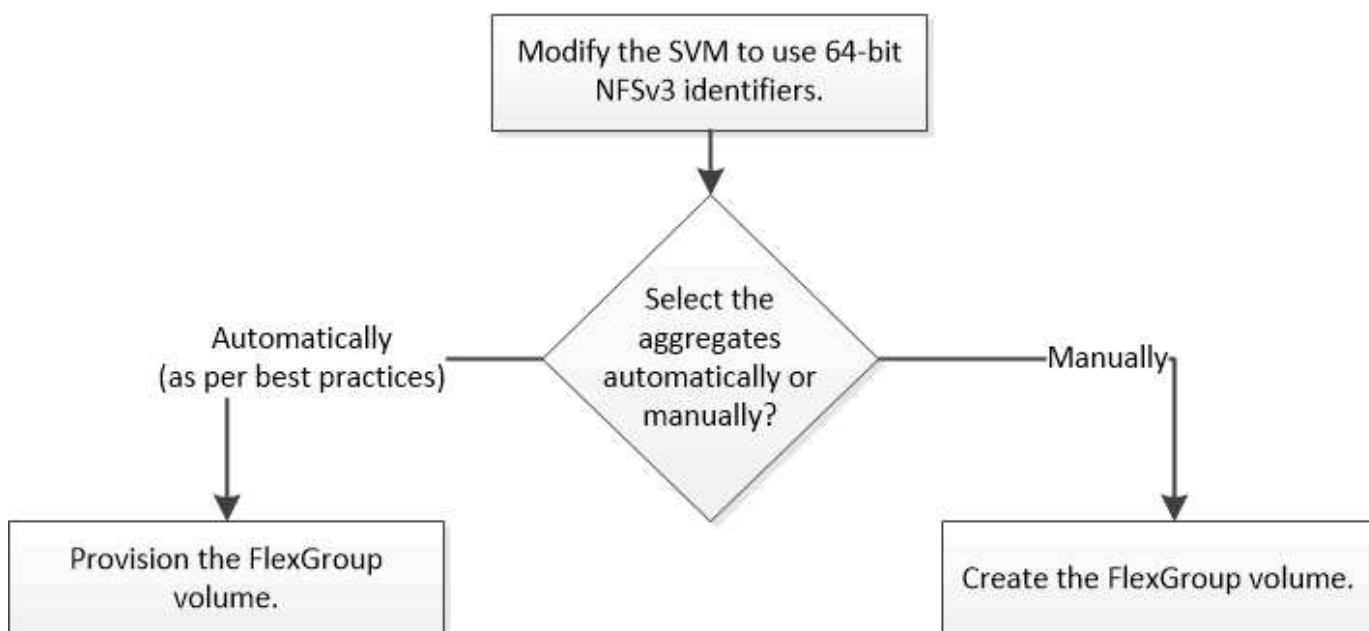 Modify the SVM to use 64-bit
NFSv3 identifiers.
Select the
aggregates
automatically or
manually?
Automatically
(as per best practices)
Manually
Provision the FlexGroup
volume.
Create the FlexGroup volume.